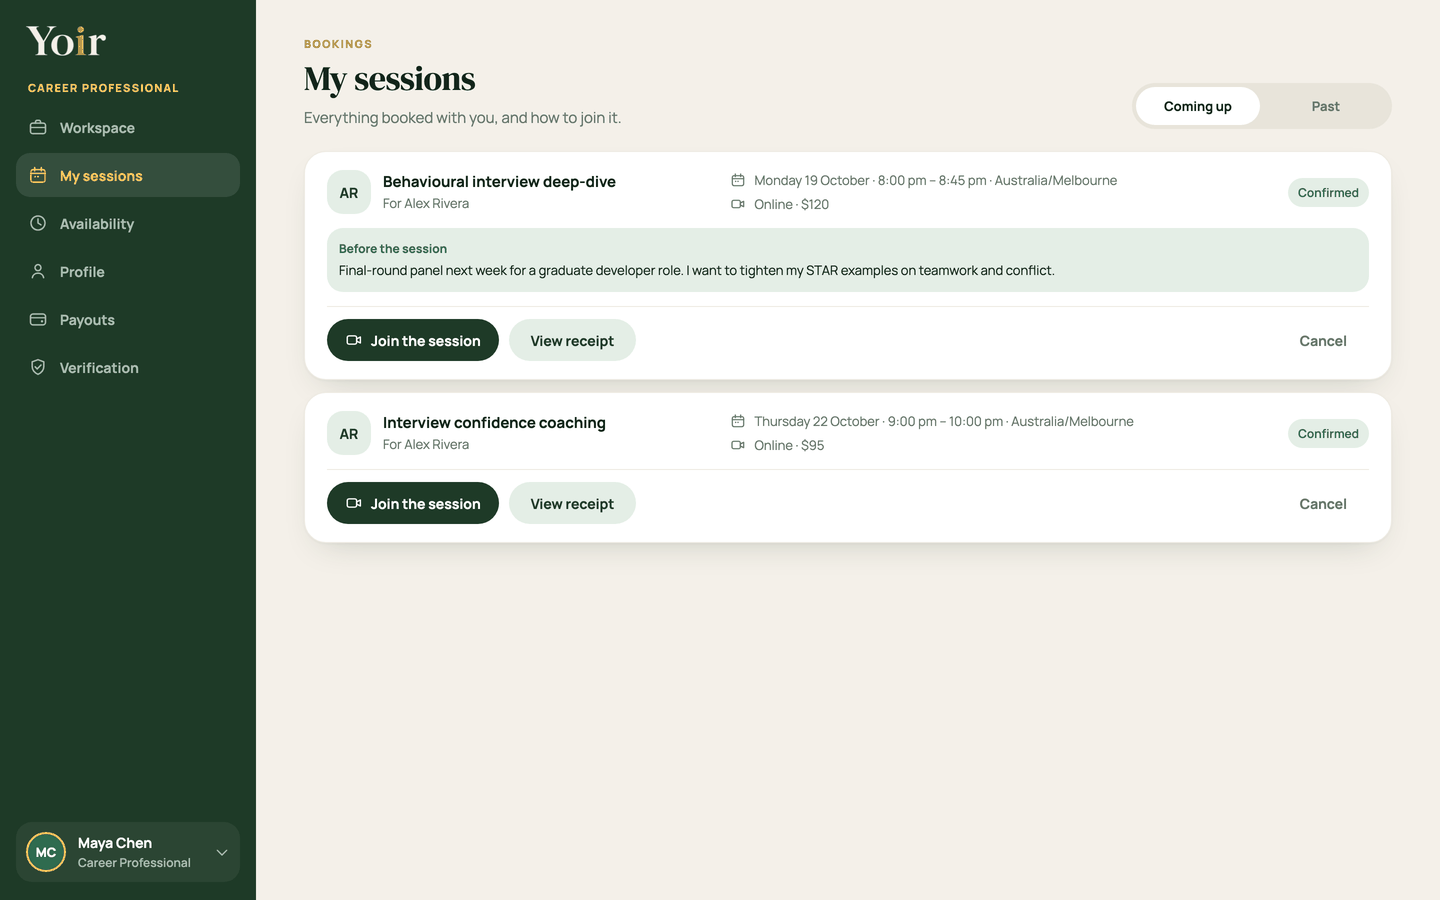 Yoir
CAREER PROFESSIONAL
Workspace
My sessions
Availability
Profile
Payouts
Verification
MC
Maya Chen
Career Professional
BOOKINGS
My sessions
Everything booked with you, and how to join it.
Coming up
Past
AR
Behavioural interview deep-dive
For Alex Rivera
Monday 19 October · 8:00 pm – 8:45 pm · Australia/Melbourne
Online · $120
Confirmed
Before the session
Final-round panel next week for a graduate developer role. I want to tighten my STAR examples on teamwork and conflict.
Join the session
View receipt
Cancel
AR
Interview confidence coaching
For Alex Rivera
Thursday 22 October · 9:00 pm – 10:00 pm · Australia/Melbourne
Online · $95
Confirmed
Join the session
View receipt
Cancel